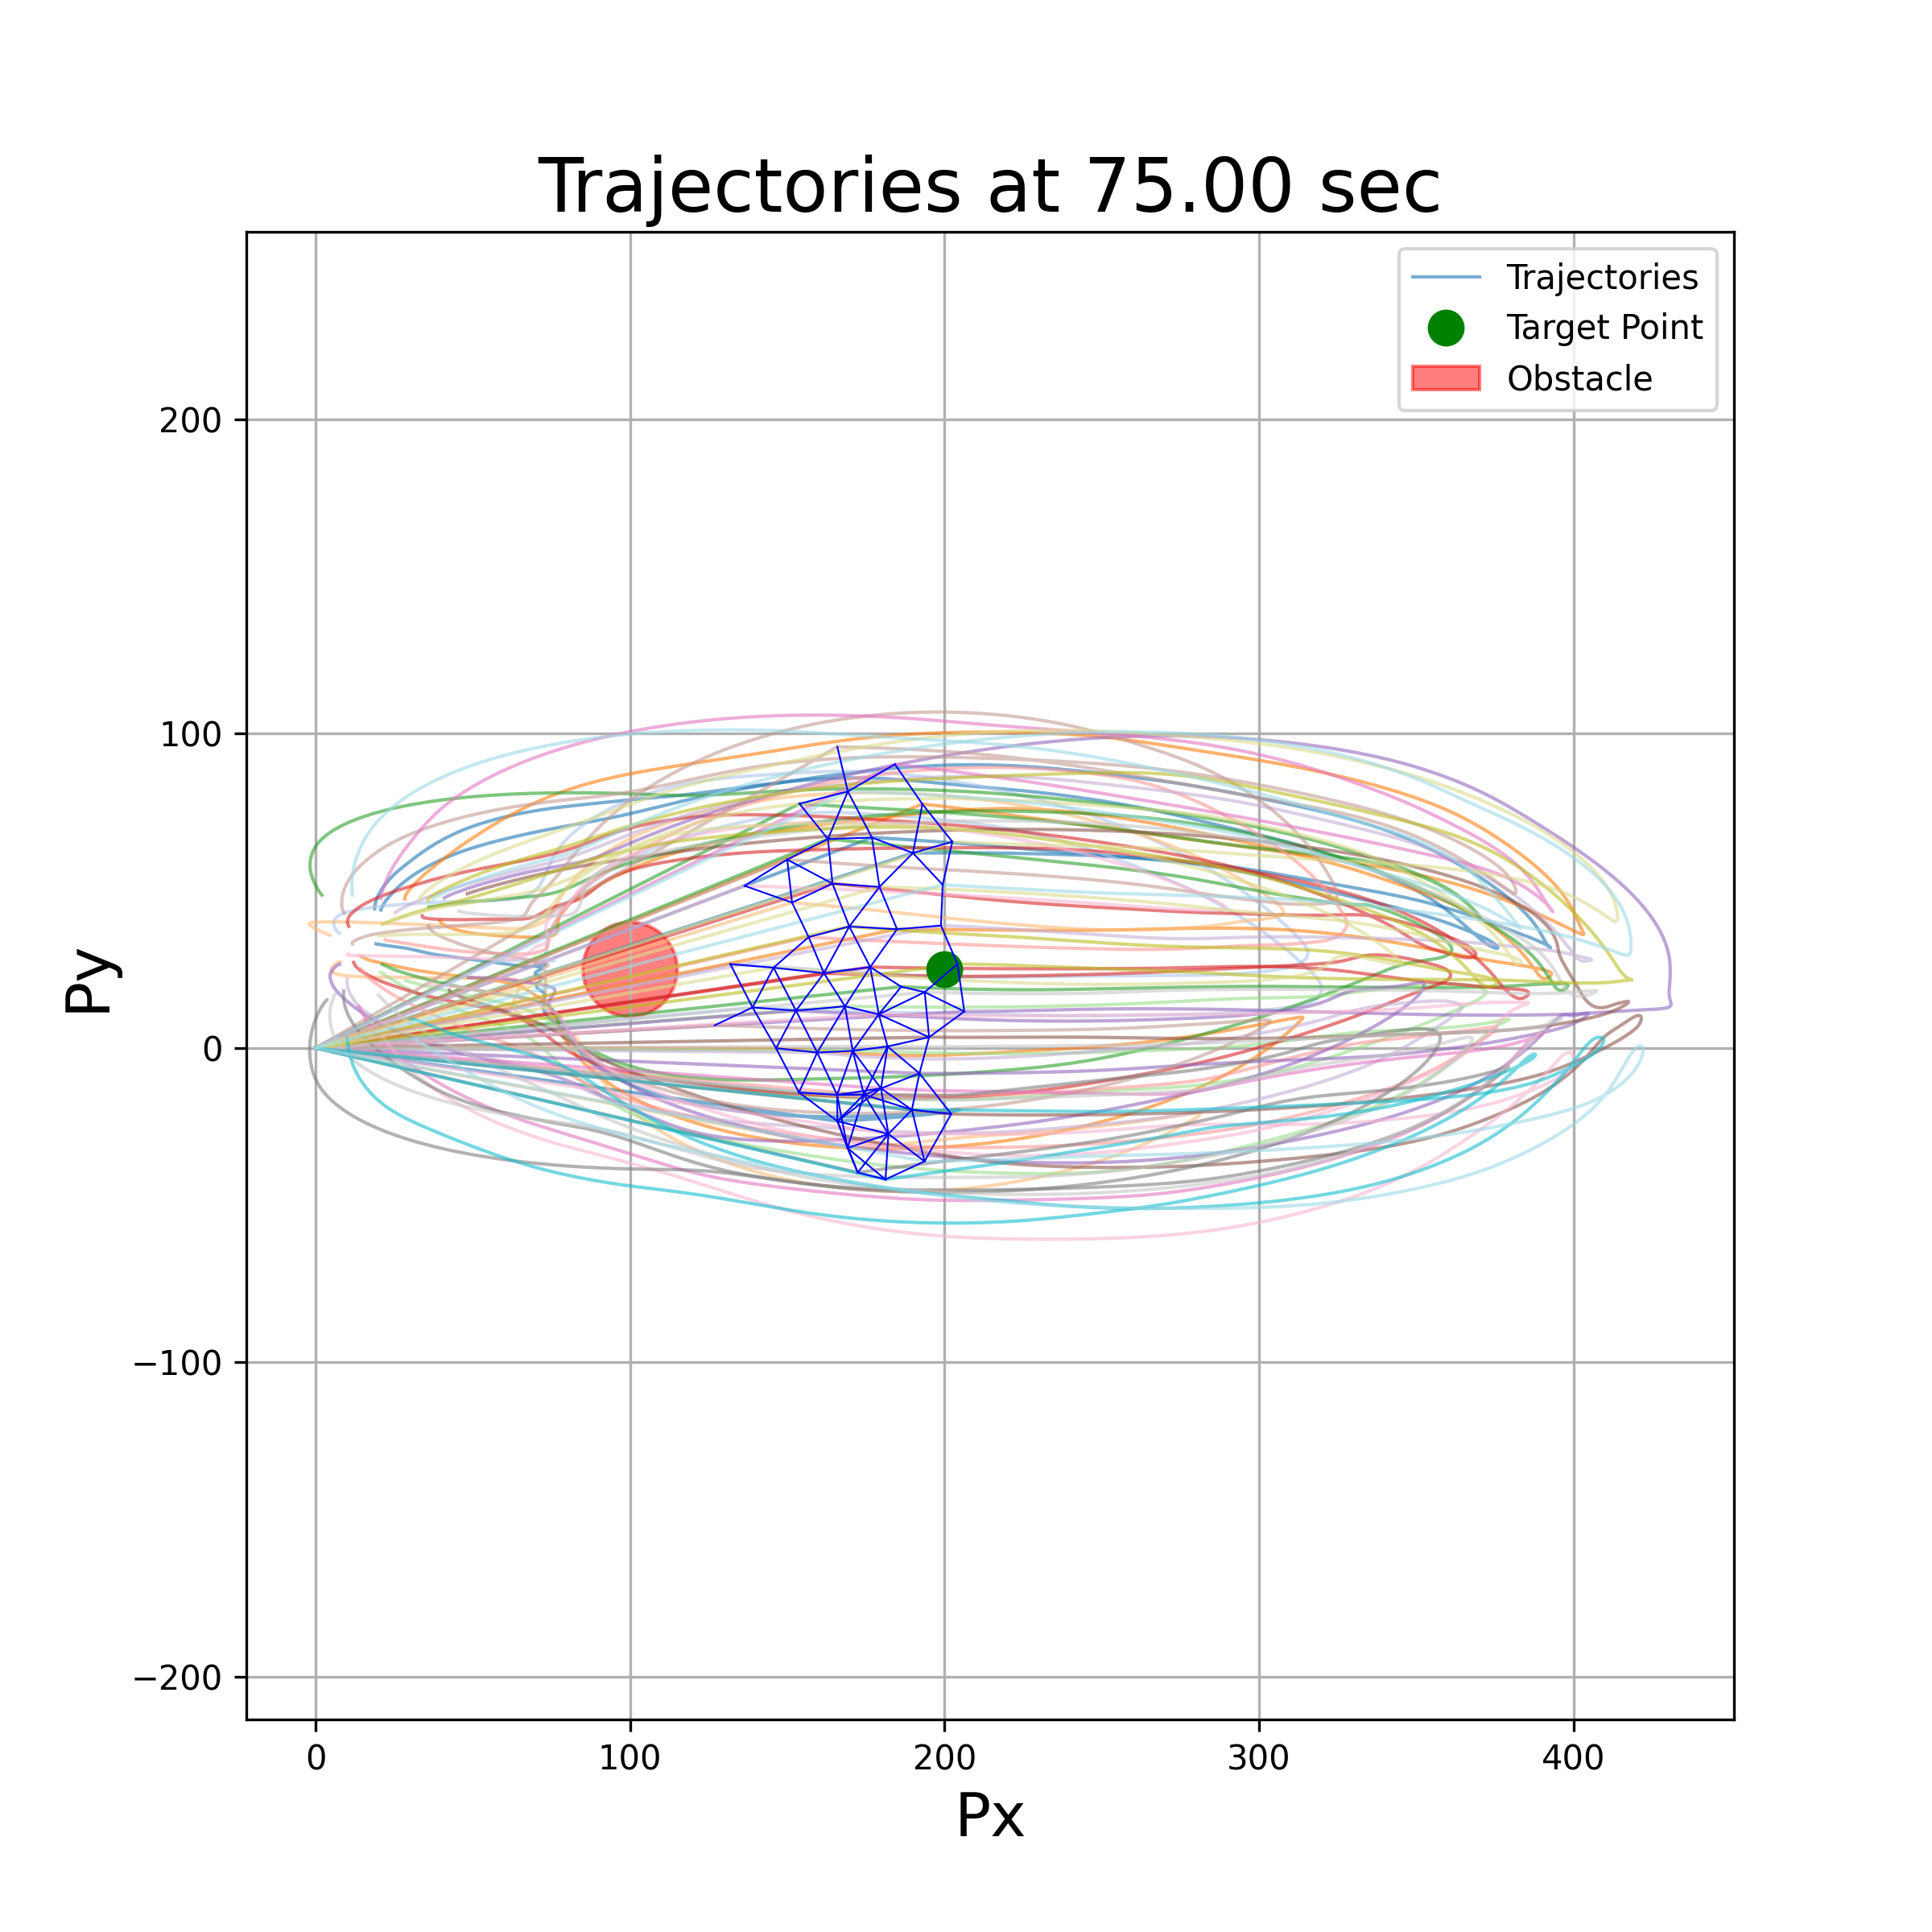 Trajectories at 75.00 sec
Trajectories
Target Point
Obstacle
200
100
0
−100
−200
Py
0 100 200 300 400
Px